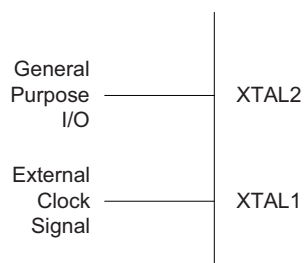 General
Purpose
I/O
XTAL2
External
Clock
Signal
XTAL1